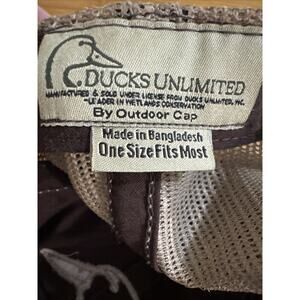 DUCKS UNLIMITED
MANUFACTURED & SOLD UNDER LICENSE FROM DUCKS UNLIMITED, INC.
"LEADER IN WETLANDS CONSERVATION"
By Outdoor Cap
Made in Bangladesh
One Size Fits Most